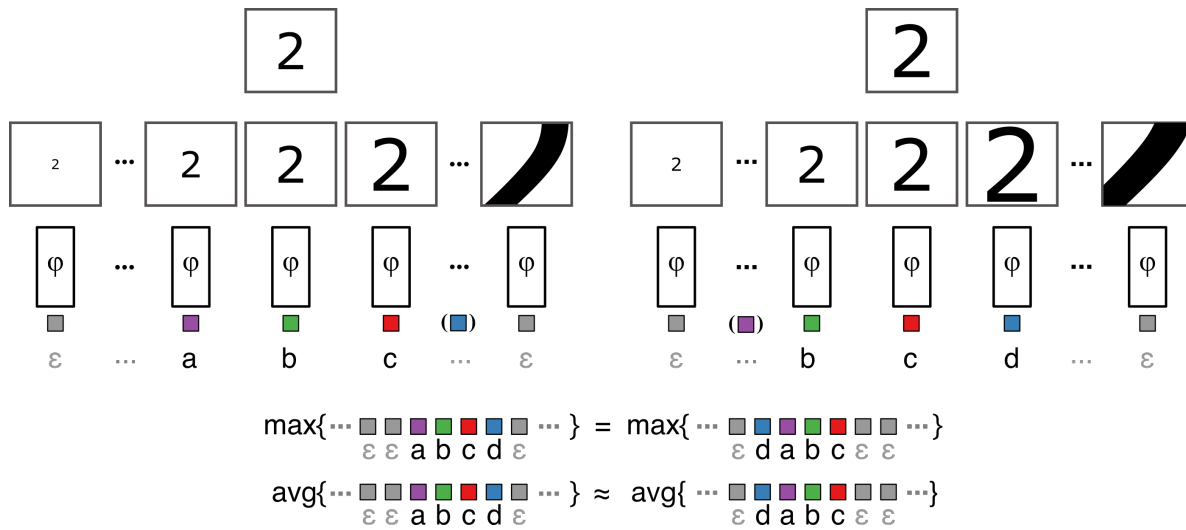 2 2
2 ... 2 2 2 ... 2 ... 2 2 2 ...
φ ... φ φ φ ... φ φ ... φ φ φ ... φ
( ) ( )
ε ... a b c ... ε ε ... b c d ... ε
max{ ... ... } = max{ ... ... }
ε ε a b c d ε ε d a b c ε ε
avg{ ... ... } ≈ avg{ ... ... }
ε ε a b c d ε ε d a b c ε ε